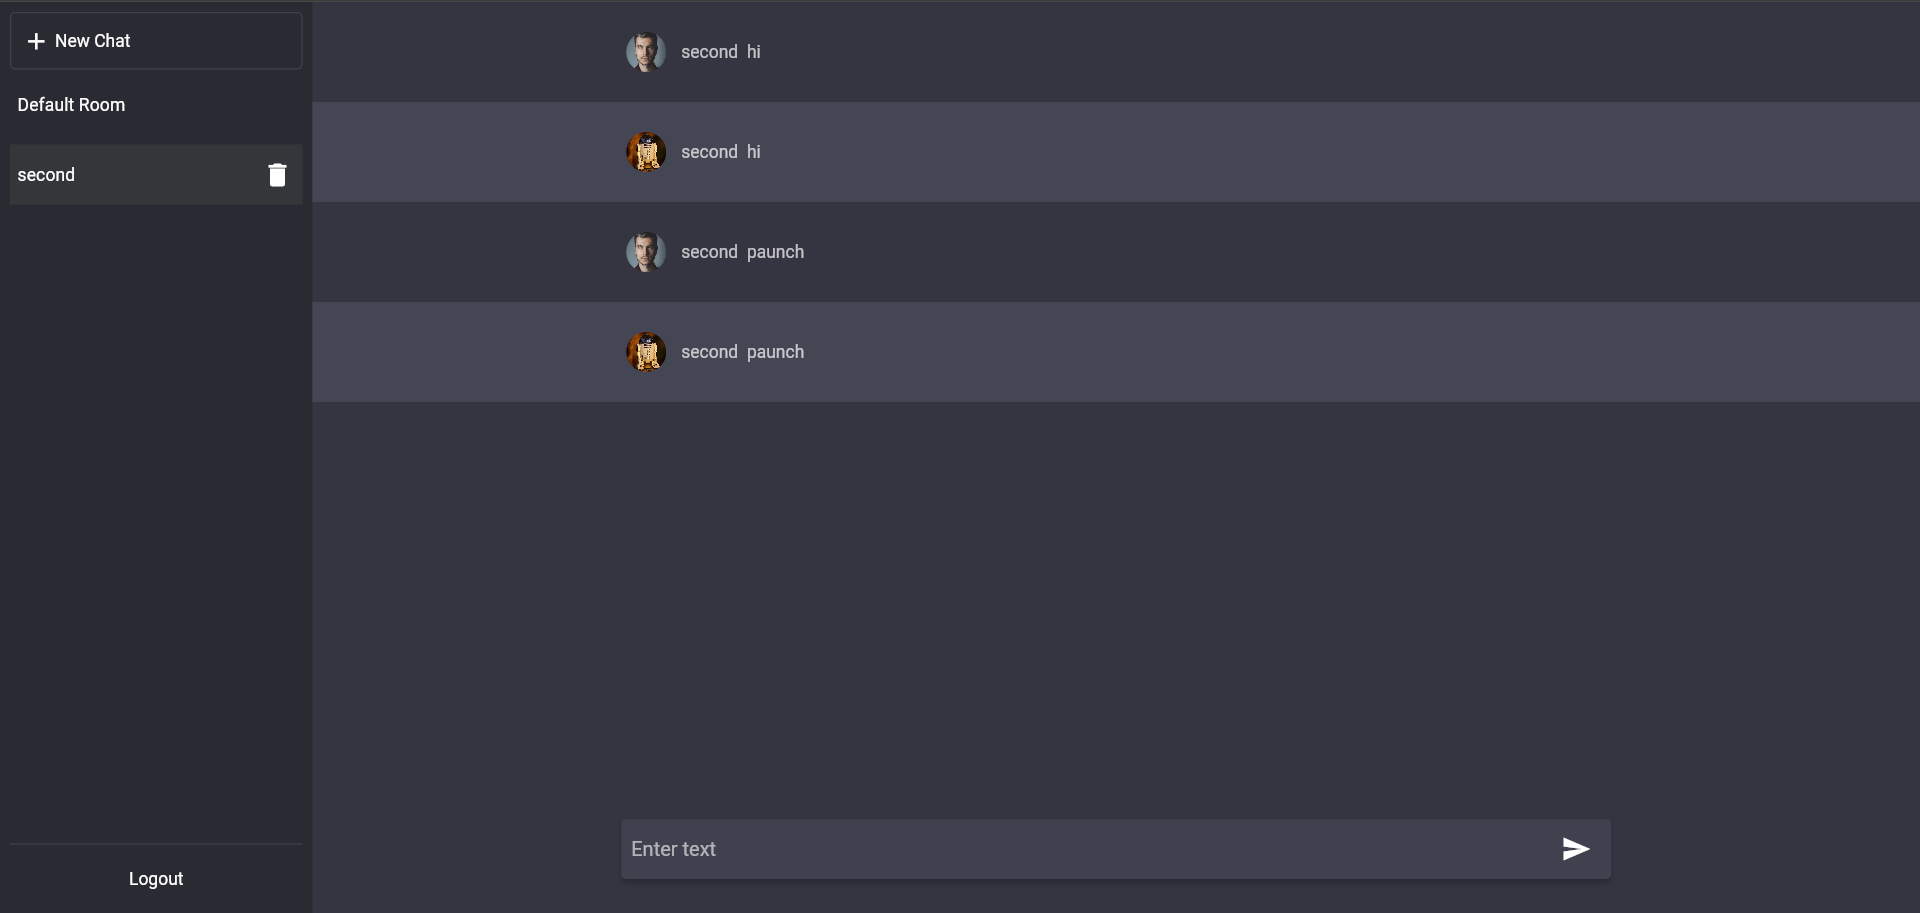 New Chat
Default Room
second
second hi
second hi
second paunch
second paunch
Enter text
Logout